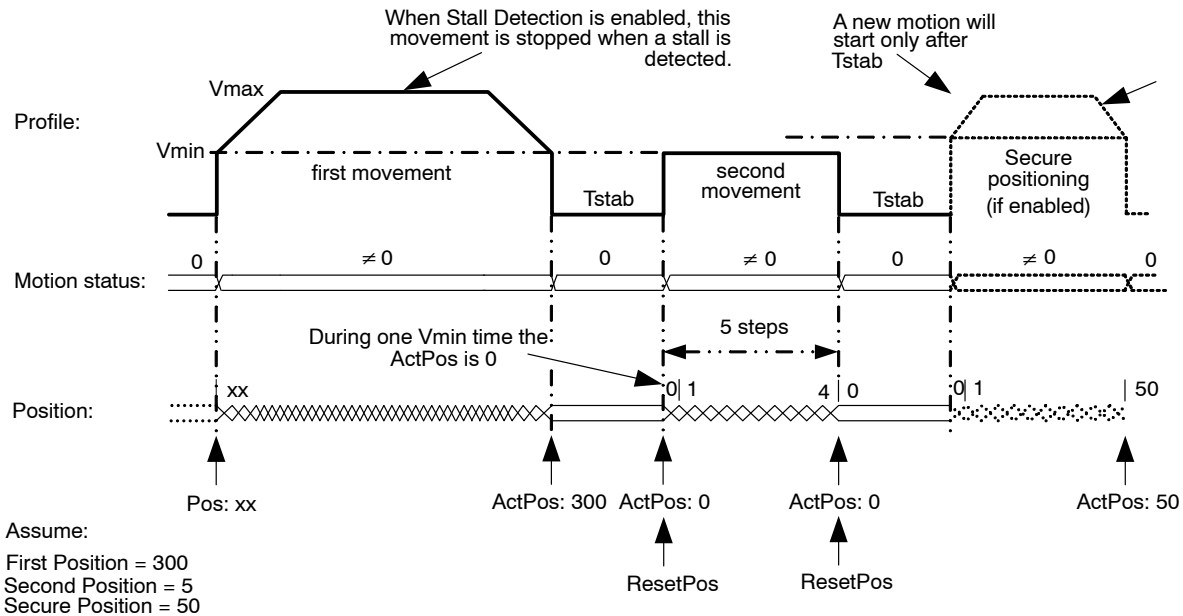 When Stall Detection is enabled, this
movement is stopped when a stall is
detected.
A new motion will
start only after
Tstab
Vmax
Profile:
Vmin
first movement
Tstab
second
movement
Tstab
Secure
positioning
(if enabled)
Motion status:
0
≠ 0
0
≠ 0
0
≠ 0
0
During one Vmin time the
ActPos is 0
5 steps
Position:
xx
0 1
4 0
0 1
50
Pos: xx
ActPos: 300
ActPos: 0
ActPos: 0
ActPos: 50
ResetPos
ResetPos
Assume:
First Position = 300
Second Position = 5
Secure Position = 50